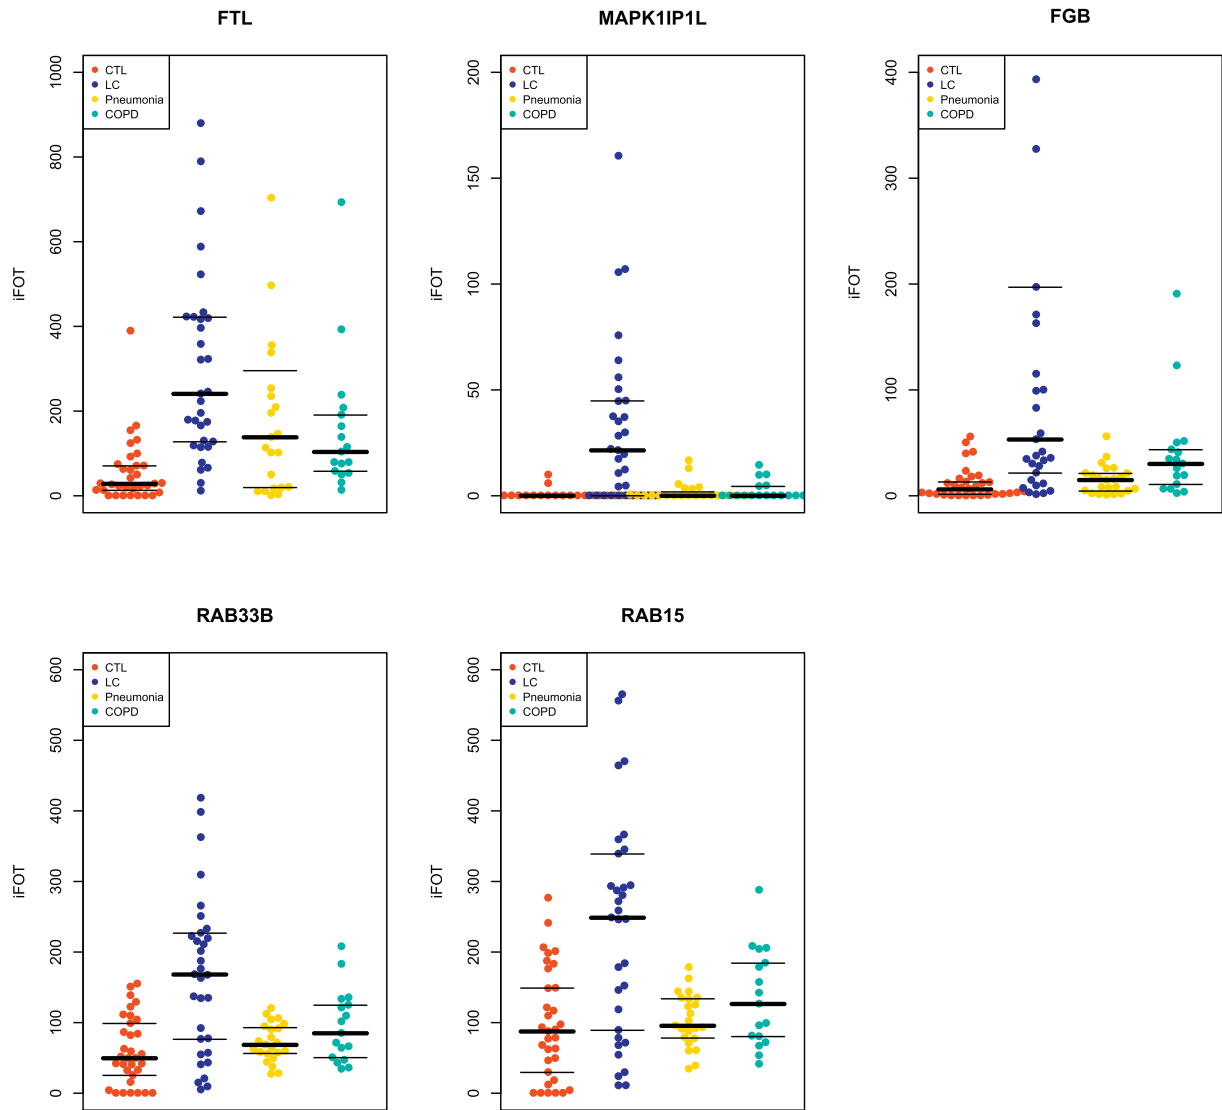 FTL
MAPK1IP1L
FGB
1000
800
600
400
200
0
iFOT
CTL
LC
Pneumonia
COPD
200
150
100
50
0
iFOT
CTL
LC
Pneumonia
COPD
400
300
200
100
0
iFOT
CTL
LC
Pneumonia
COPD
RAB33B
RAB15
600
500
400
300
200
100
0
iFOT
CTL
LC
Pneumonia
COPD
600
500
400
300
200
100
0
iFOT
CTL
LC
Pneumonia
COPD